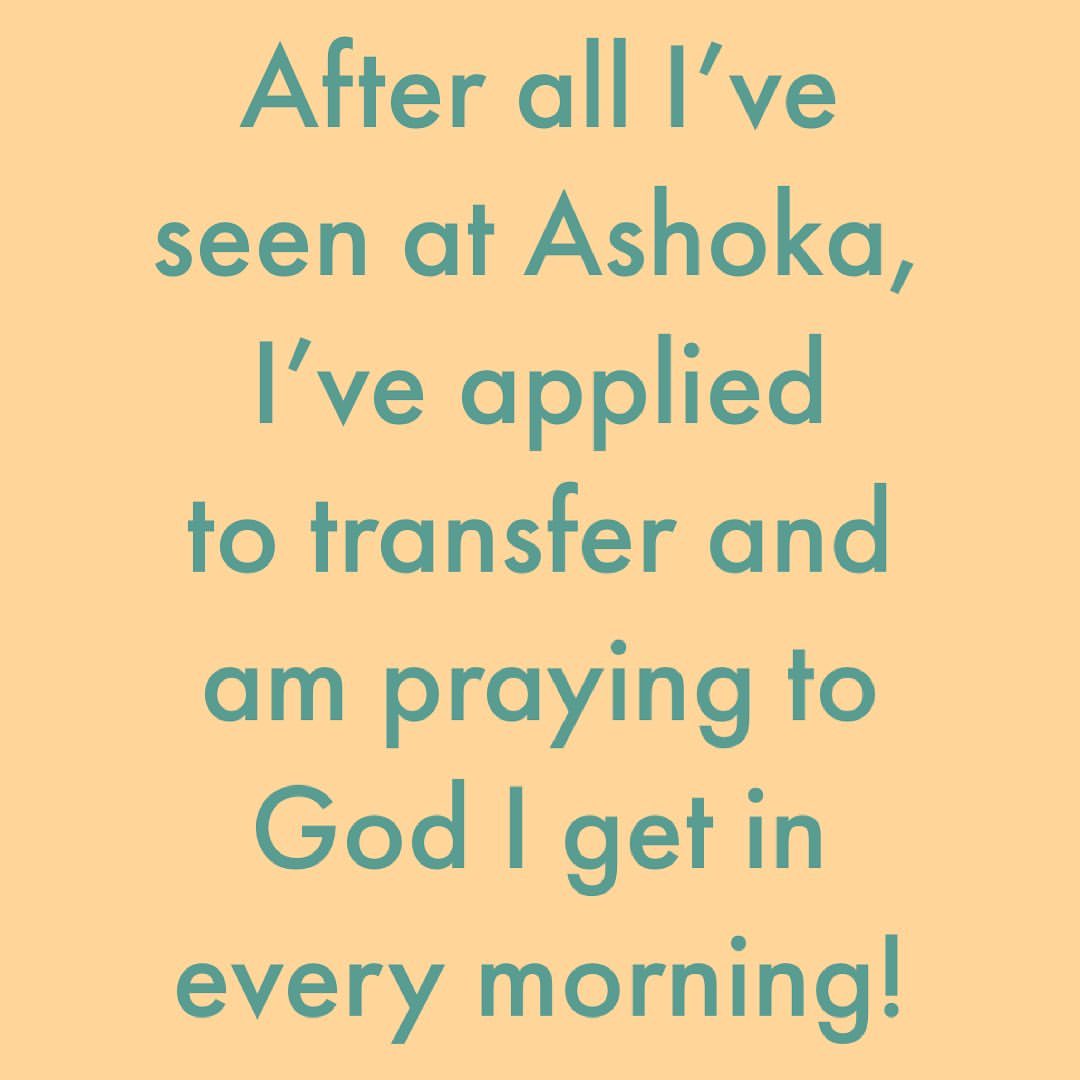 After all I’ve
seen at Ashoka,
I’ve applied
to transfer and
am praying to
God I get in
every morning!